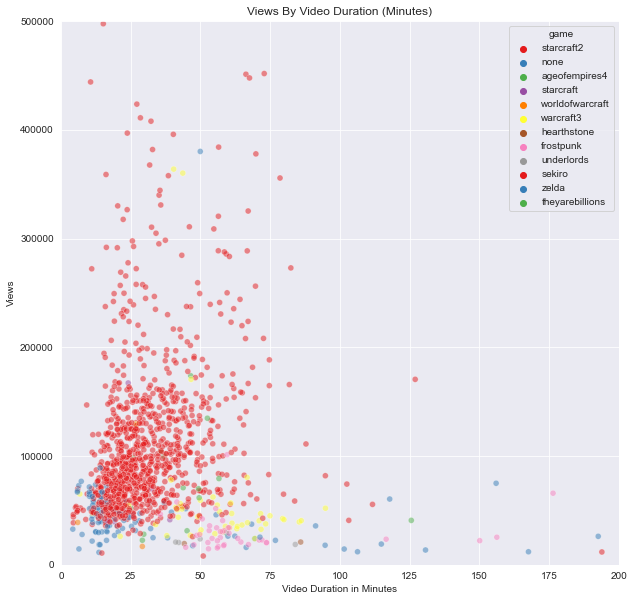 Views By Video Duration (Minutes)
500000
400000
300000
200000
100000
0
Views
game
starcraft2
none
ageofempires4
starcraft
worldofwarcraft
warcraft3
hearthstone
frostpunk
underlords
sekiro
zelda
theyarebillions
0 25 50 75 100 125 150 175 200
Video Duration in Minutes